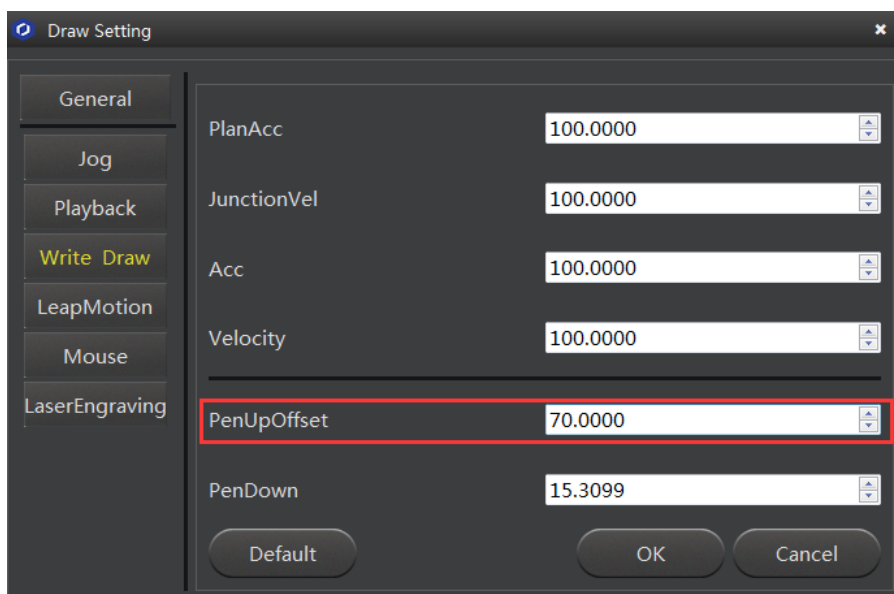 Draw Setting
General
Jog
Playback
Write Draw
LeapMotion
Mouse
LaserEngraving
PlanAcc 100.0000
JunctionVel 100.0000
Acc 100.0000
Velocity 100.0000
PenUpOffset 70.0000
PenDown 15.3099
Default OK Cancel